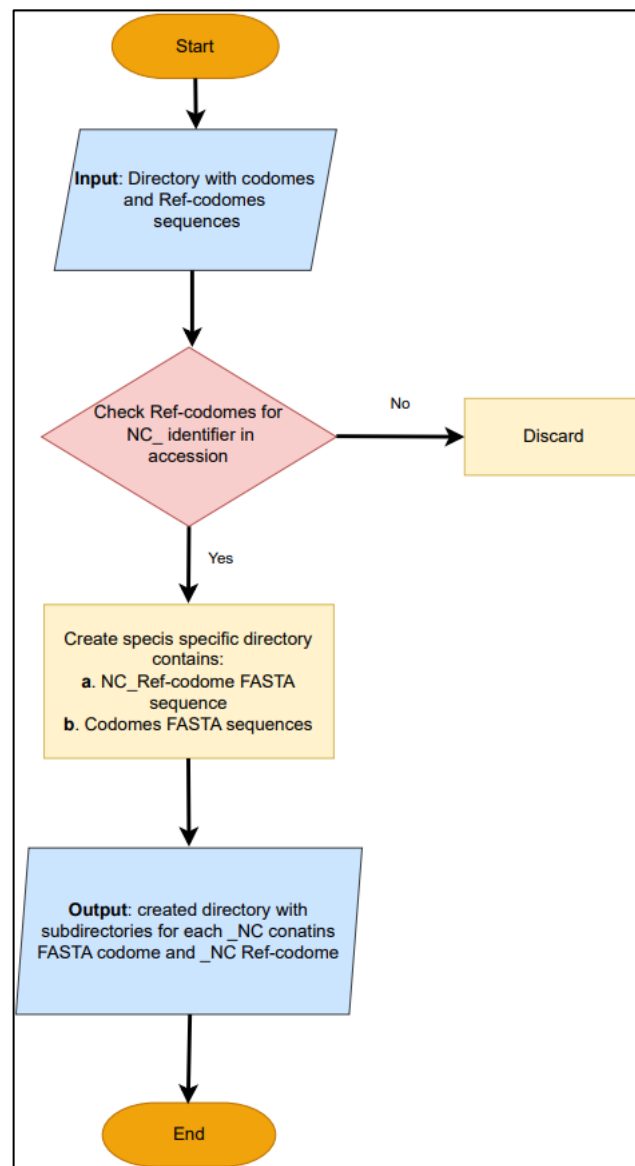 Start
Input: Directory with codomes
and Ref-codomes
sequences
Check Ref-codomes for
NC_ identifier in
accession
No
Discard
Yes
Create specis specific directory
contains:
a. NC_Ref-codome FASTA
sequence
b. Codomes FASTA sequences
Output: created directory with
subdirectories for each _NC conatins
FASTA codome and _NC Ref-codome
End